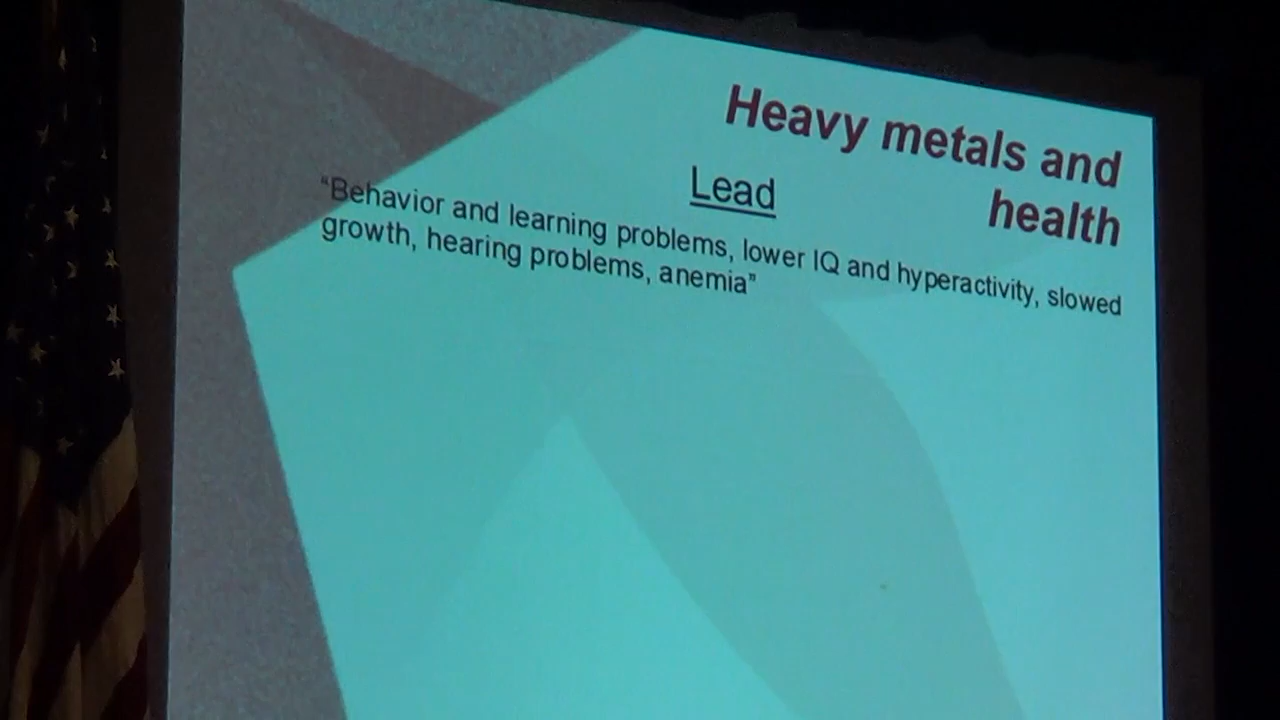 Heavy metals and
health
Lead
“Behavior and learning problems, lower IQ and hyperactivity, slowed
growth, hearing problems, anemia”